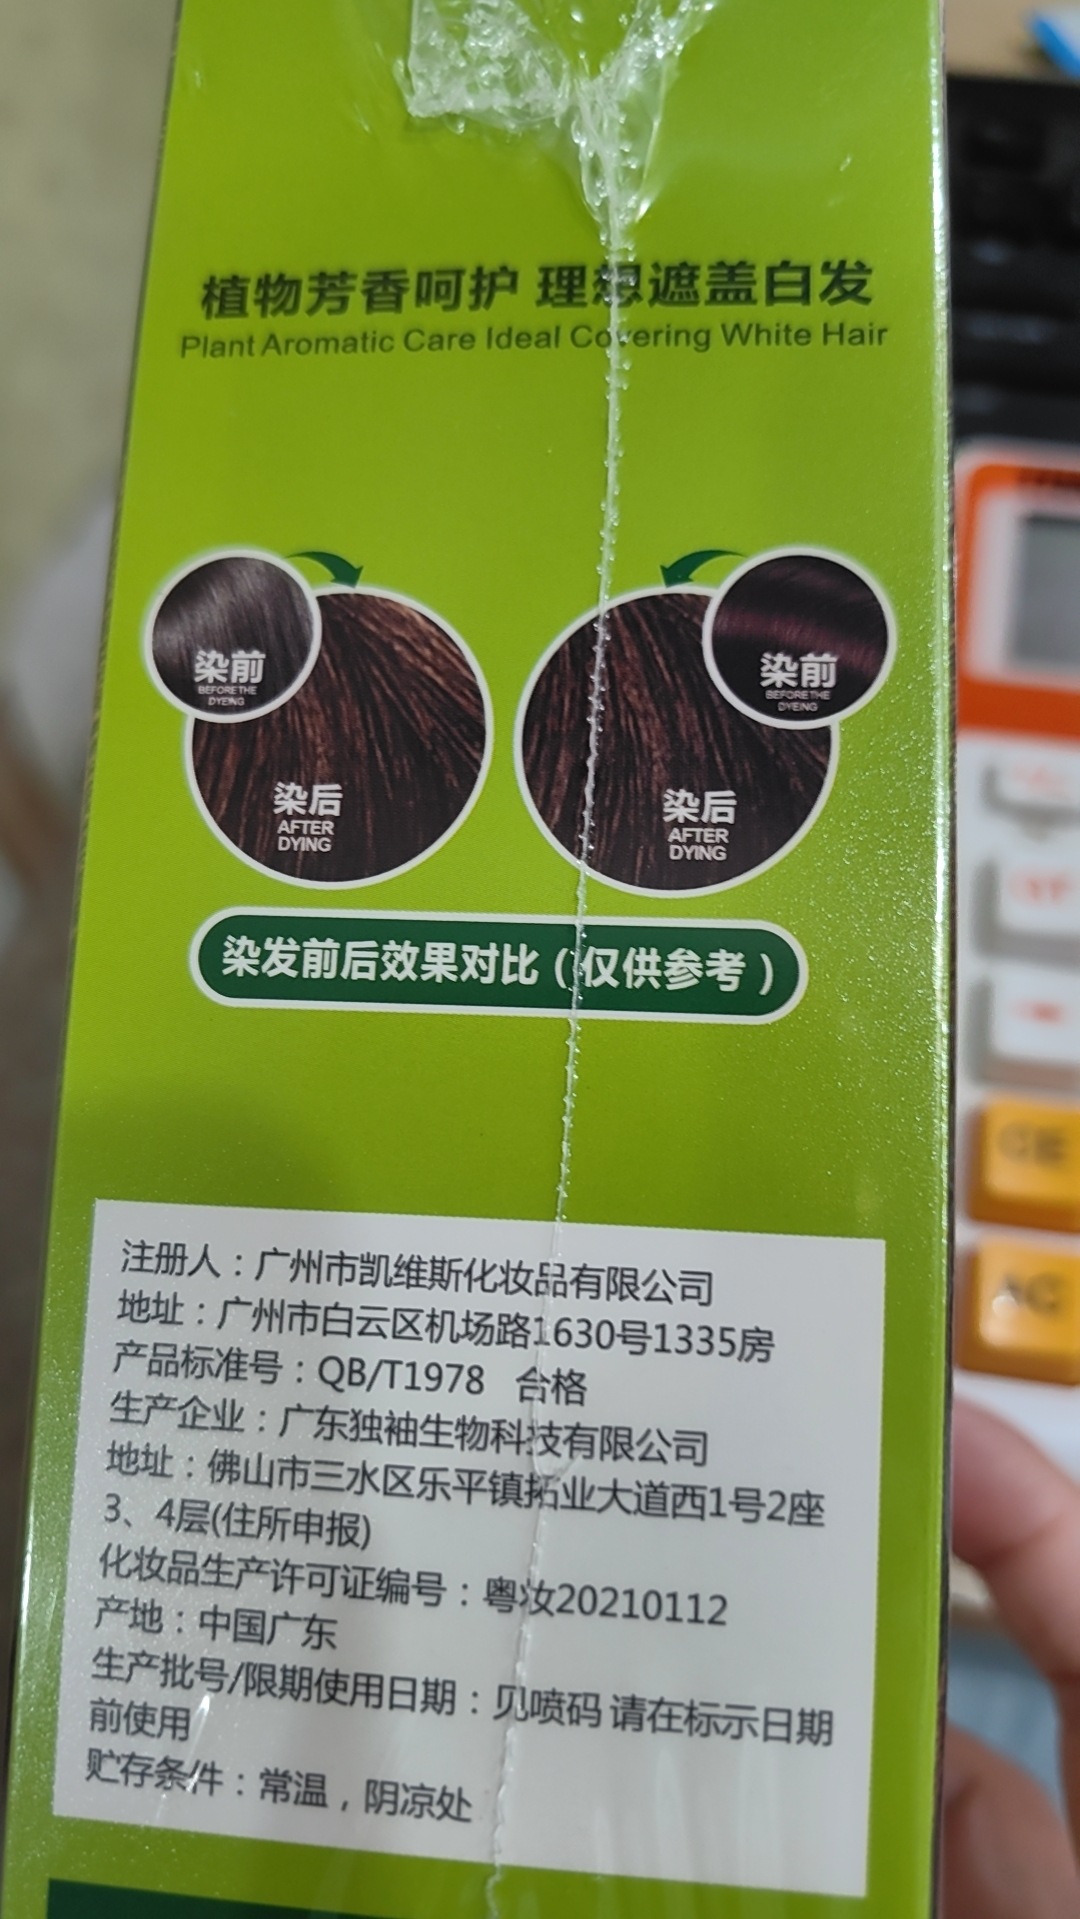 植物芳香呵护 理想遮盖白发
Plant Aromatic Care Ideal Covering White Hair
染前
BEFORE THE
DYEING
染后
AFTER
DYING
染前
BEFORE THE
DYEING
染后
AFTER
DYING
染发前后效果对比（仅供参考）
注册人：广州市凯维斯化妆品有限公司
地址：广州市白云区机场路1630号1335房
产品标准号：QB/T1978 合格
生产企业：广东独袖生物科技有限公司
地址：佛山市三水区乐平镇拓业大道西1号2座
3、4层(住所申报)
化妆品生产许可证编号：粤妆20210112
产地：中国广东
生产批号/限期使用日期：见喷码 请在标示日期
前使用
贮存条件：常温，阴凉处
CE
AC